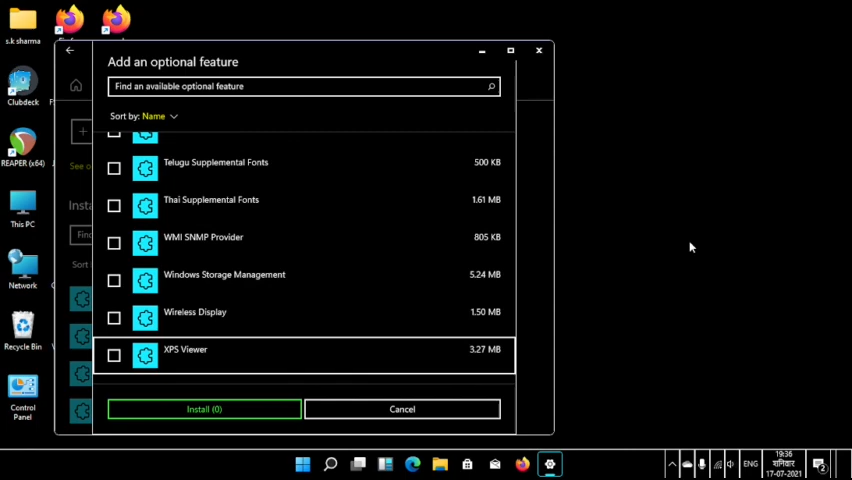 s.k sharma
Clubdeck
REAPER (x64)
This PC
Network
Recycle Bin
Control
Panel
Add an optional feature
Find an available optional feature
Sort by: Name
Telugu Supplemental Fonts 500 KB
Thai Supplemental Fonts 1.61 MB
WMI SNMP Provider 805 KB
Windows Storage Management 5.24 MB
Wireless Display 1.50 MB
XPS Viewer 3.27 MB
Install (0) Cancel
See o
Insta
Find
Sort
ENG
19:36
शनिवार
17-07-2021
2